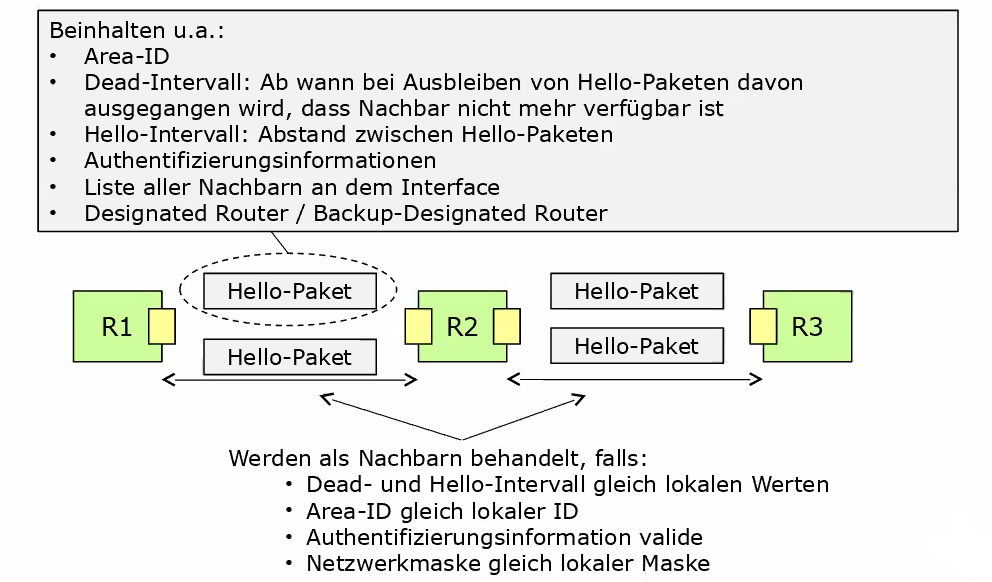 Beinhalten u.a.:
• Area-ID
• Dead-Intervall: Ab wann bei Ausbleiben von Hello-Paketen davon
ausgegangen wird, dass Nachbar nicht mehr verfügbar ist
• Hello-Intervall: Abstand zwischen Hello-Paketen
• Authentifizierungsinformationen
• Liste aller Nachbarn an dem Interface
• Designated Router / Backup-Designated Router
Hello-Paket
Hello-Paket
R1
R2
R3
Hello-Paket
Hello-Paket
Werden als Nachbarn behandelt, falls:
• Dead- und Hello-Intervall gleich lokalen Werten
• Area-ID gleich lokaler ID
• Authentifizierungsinformation valide
• Netzwerkmaske gleich lokaler Maske